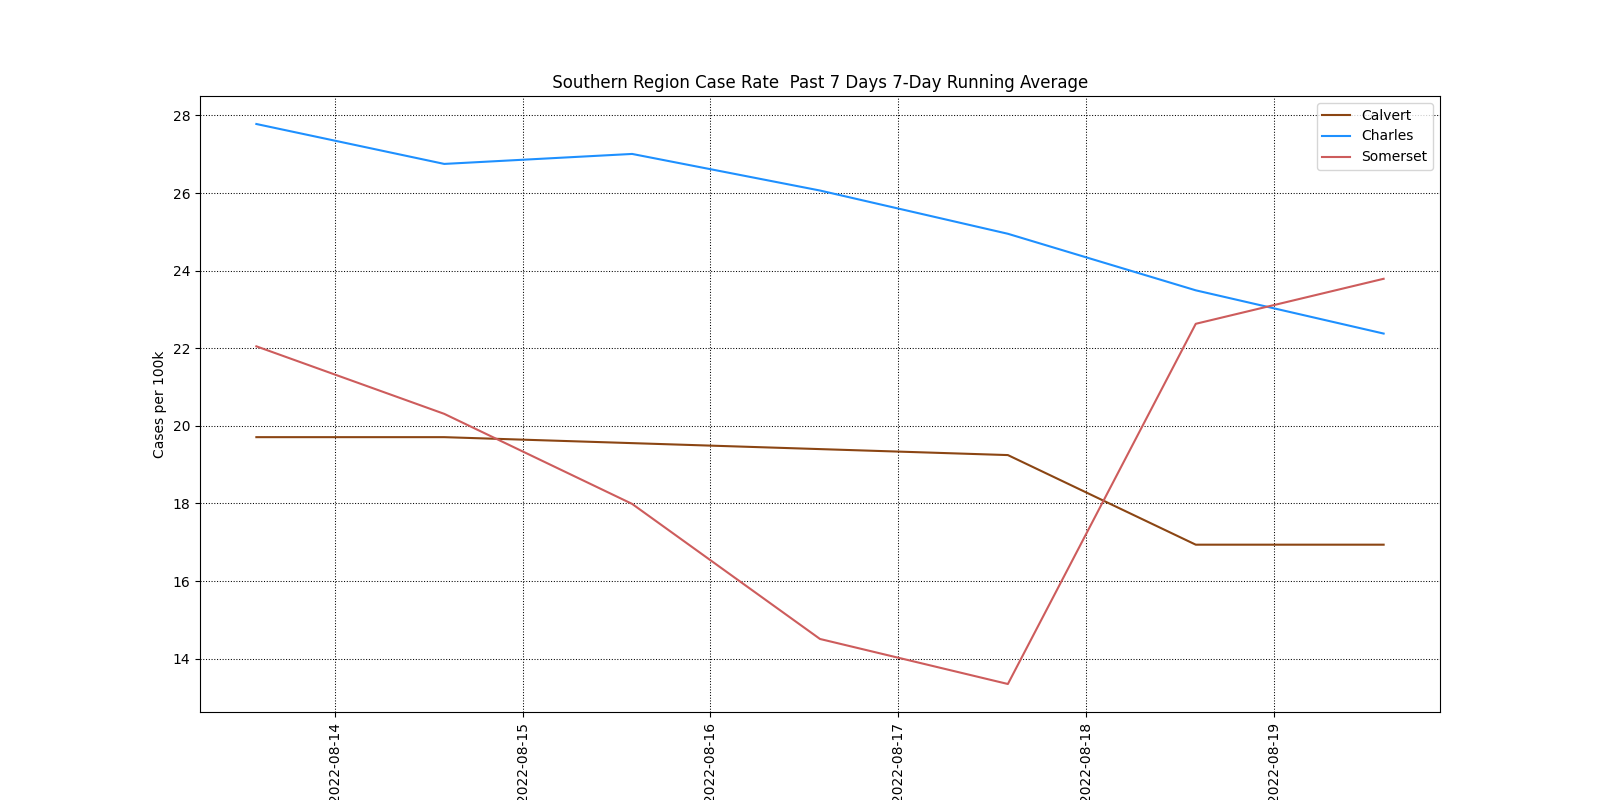 Southern Region Case Rate  Past 7 Days 7-Day Running Average
Calvert
Charles
Somerset
Cases per 100k
28
26
24
22
20
18
16
14
2022-08-14
2022-08-15
2022-08-16
2022-08-17
2022-08-18
2022-08-19